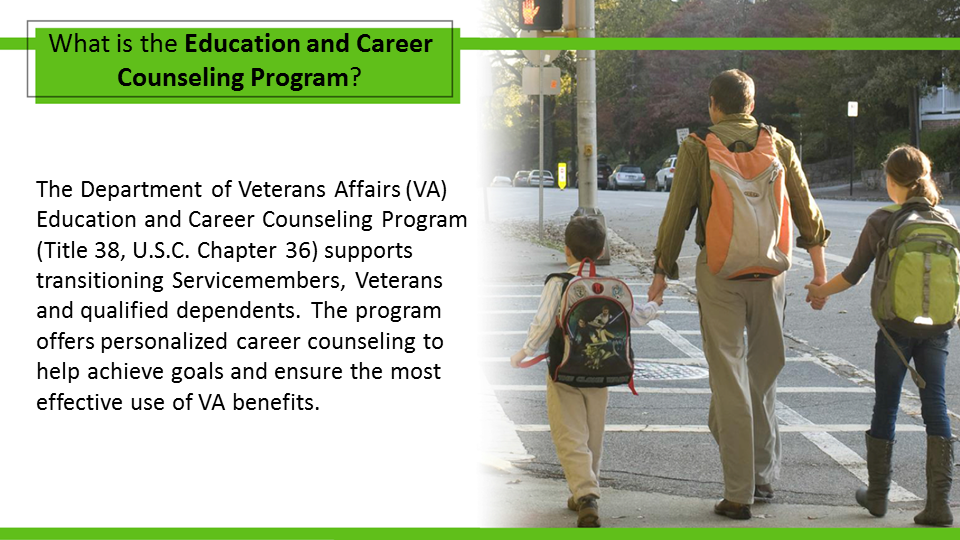 What is the Education and Career
Counseling Program?
The Department of Veterans Affairs (VA)
Education and Career Counseling Program
(Title 38, U.S.C. Chapter 36) supports
transitioning Servicemembers, Veterans
and qualified dependents. The program
offers personalized career counseling to
help achieve goals and ensure the most
effective use of VA benefits.